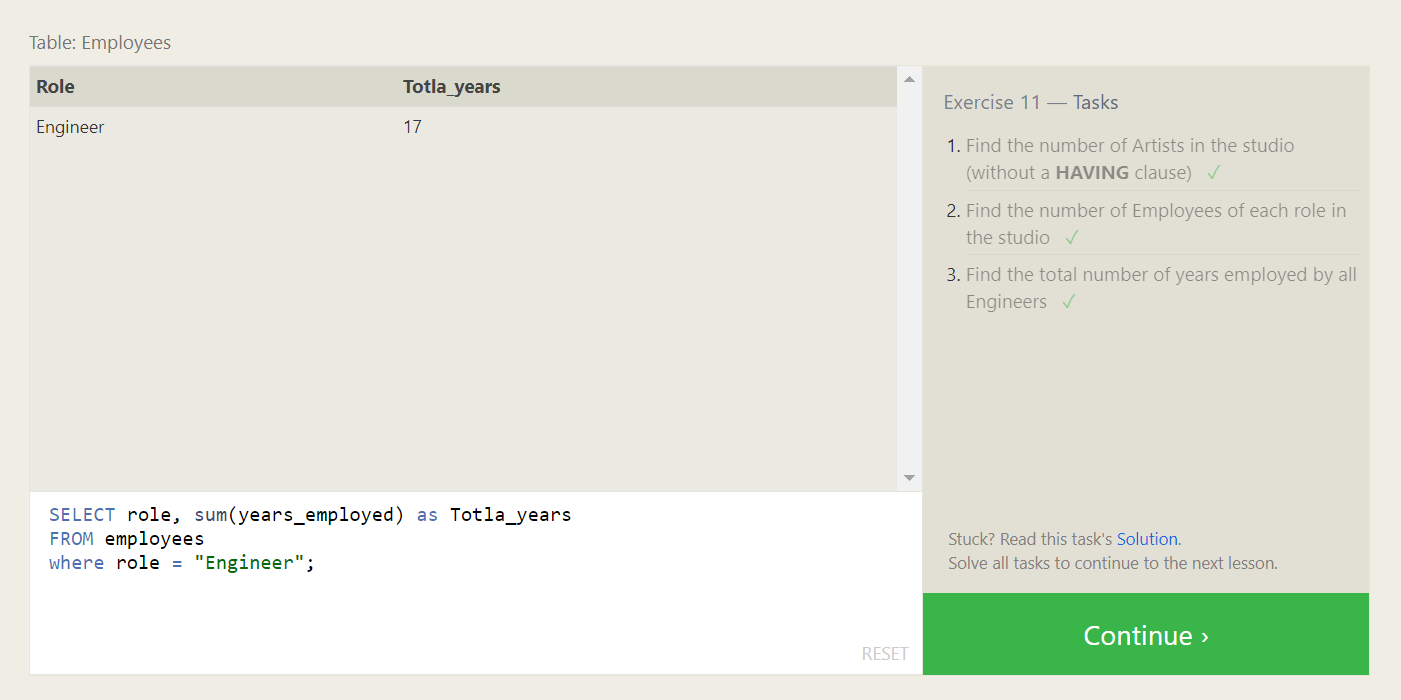 Table: Employees
Role Totla_years
Engineer 17
SELECT role, sum(years_employed) as Totla_years
FROM employees
where role = "Engineer";
RESET
Exercise 11 — Tasks
1. Find the number of Artists in the studio
(without a HAVING clause) ✓
2. Find the number of Employees of each role in
the studio ✓
3. Find the total number of years employed by all
Engineers ✓
Stuck? Read this task's Solution.
Solve all tasks to continue to the next lesson.
Continue ›